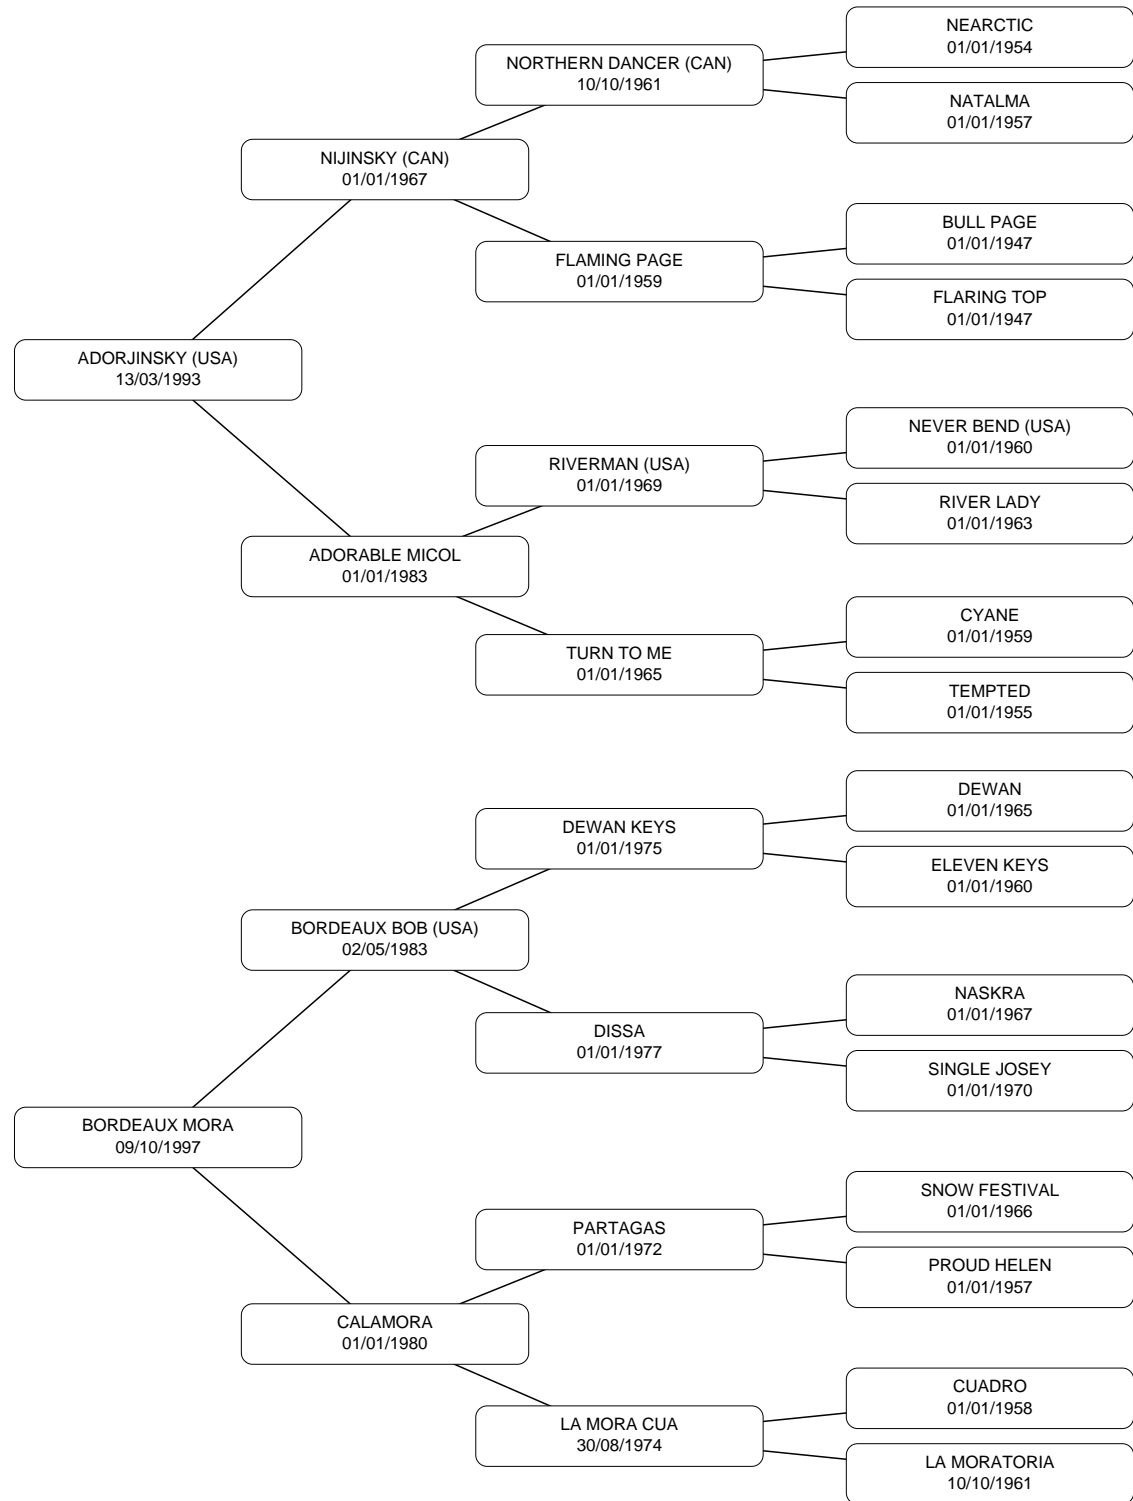 NEARCTIC
01/01/1954
NORTHERN DANCER (CAN)
10/10/1961
NATALMA
01/01/1957
NIJINSKY (CAN)
01/01/1967
BULL PAGE
01/01/1947
FLAMING PAGE
01/01/1959
FLARING TOP
01/01/1947
ADORJINSKY (USA)
13/03/1993
NEVER BEND (USA)
01/01/1960
RIVERMAN (USA)
01/01/1969
RIVER LADY
01/01/1963
ADORABLE MICOL
01/01/1983
CYANE
01/01/1959
TURN TO ME
01/01/1965
TEMPTED
01/01/1955
DEWAN
01/01/1965
DEWAN KEYS
01/01/1975
ELEVEN KEYS
01/01/1960
BORDEAUX BOB (USA)
02/05/1983
NASKRA
01/01/1967
DISSA
01/01/1977
SINGLE JOSEY
01/01/1970
BORDEAUX MORA
09/10/1997
SNOW FESTIVAL
01/01/1966
PARTAGAS
01/01/1972
PROUD HELEN
01/01/1957
CALAMORA
01/01/1980
CUADRO
01/01/1958
LA MORA CUA
30/08/1974
LA MORATORIA
10/10/1961